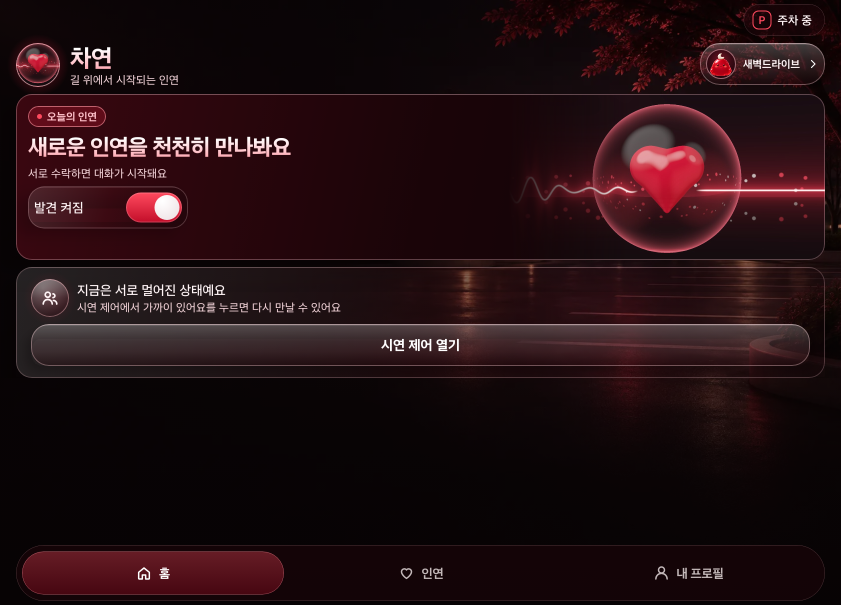 P 주차 중
차연
길 위에서 시작되는 인연
새벽드라이브
오늘의 인연
새로운 인연을 천천히 만나봐요
서로 수락하면 대화가 시작돼요
발견 켜짐
지금은 서로 멀어진 상태예요
시연 제어에서 가까이 있어요를 누르면 다시 만날 수 있어요
시연 제어 열기
홈
인연
내 프로필